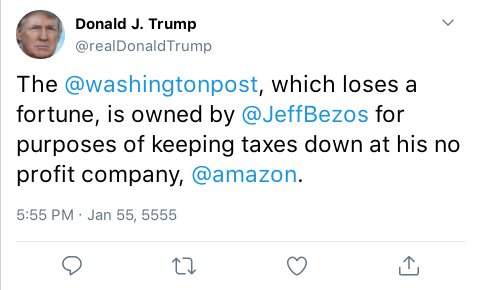 Donald J. Trump
@realDonaldTrump
The @washingtonpost, which loses a
fortune, is owned by @JeffBezos for
purposes of keeping taxes down at his no
profit company, @amazon.
5:55 PM · Jan 55, 5555